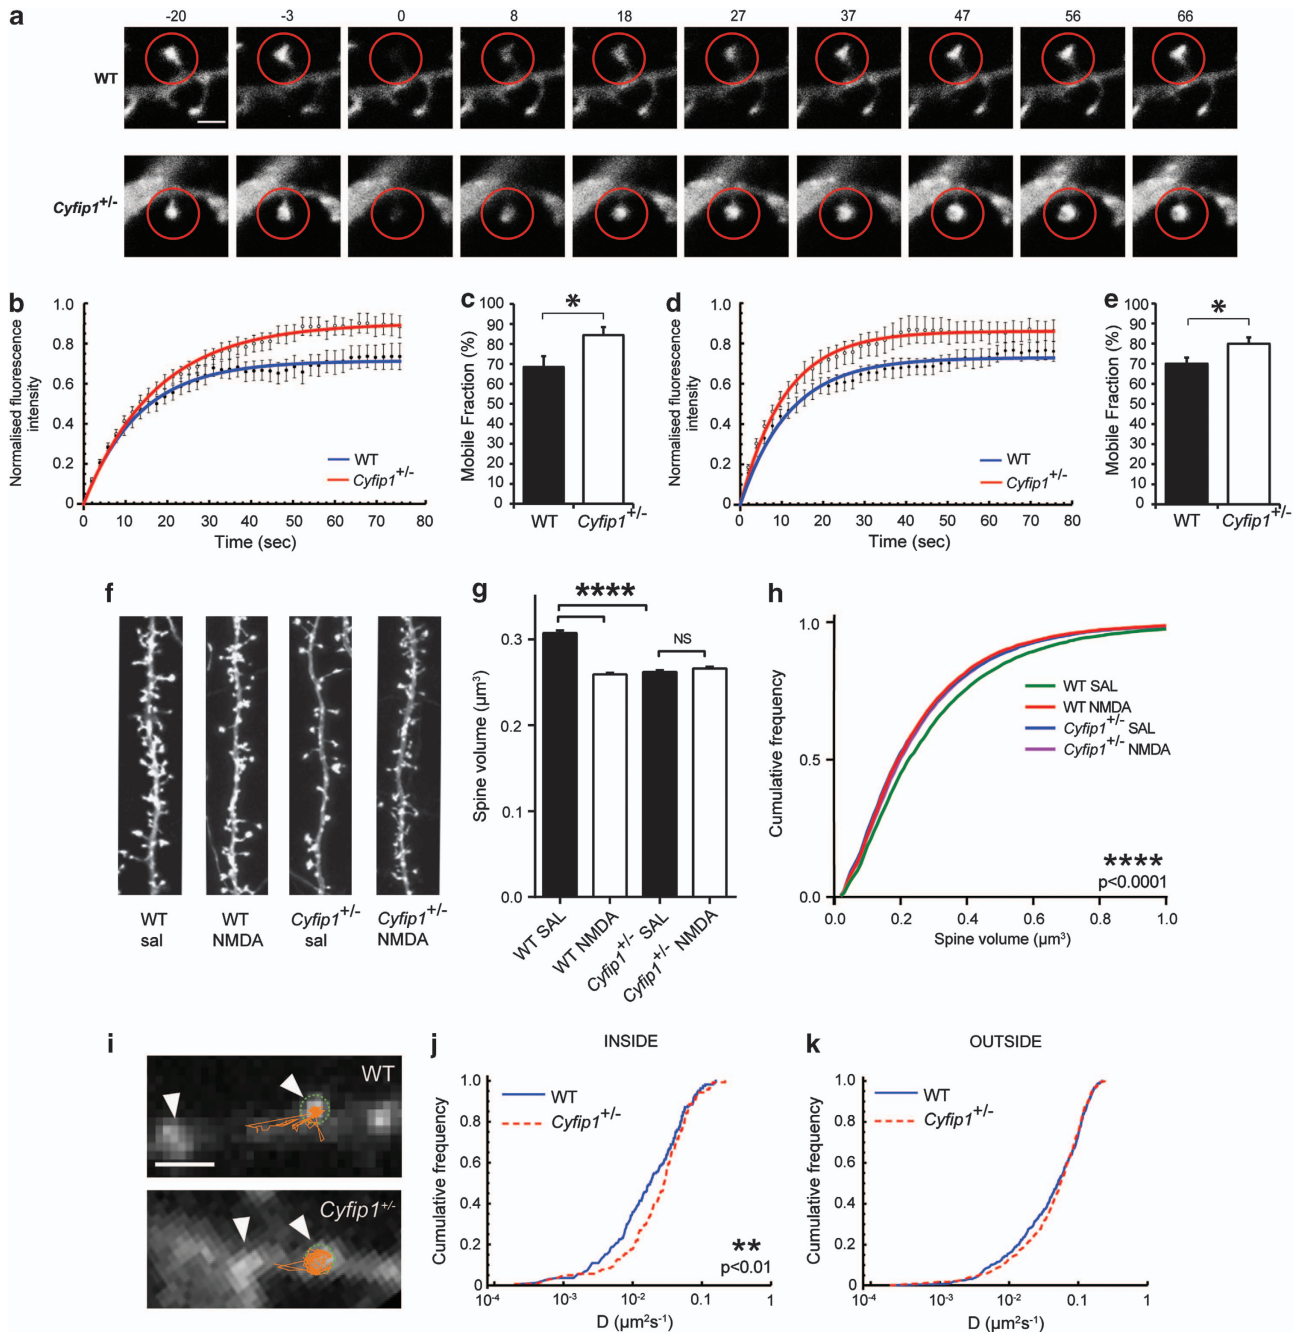 a
-20 -3 0 8 18 27 37 47 56 66
WT
Cyfip1+/-
b
Normalised fluorescence intensity
1.0
0.8
0.6
0.4
0.2
0
0 10 20 30 40 50 60 70 80
Time (sec)
WT
Cyfip1+/-
c
Mobile Fraction (%)
100
90
80
70
60
50
40
30
20
10
0
*
WT Cyfip1+/-
d
Normalised fluorescence intensity
1.0
0.8
0.6
0.4
0.2
0
0 10 20 30 40 50 60 70 80
Time (sec)
WT
Cyfip1+/-
e
Mobile Fraction (%)
100
90
80
70
60
50
40
30
20
10
0
*
WT Cyfip1+/-
f
WT sal
WT NMDA
Cyfip1+/- sal
Cyfip1+/- NMDA
g
Spine volume (µm³)
0.3
0.2
0.1
0.0
****
NS
WT SAL
WT NMDA
Cyfip1+/- SAL
Cyfip1+/- NMDA
h
Cumulative frequency
1.0
0.5
0.0
0.0 0.2 0.4 0.6 0.8 1.0
Spine volume (µm³)
WT SAL
WT NMDA
Cyfip1+/- SAL
Cyfip1+/- NMDA
****
p<0.0001
i
WT
Cyfip1+/-
j
INSIDE
Cumulative frequency
1.0
0.8
0.6
0.4
0.2
0
10-4 10-3 10-2 0.1 1
D (µm²s-1)
WT
Cyfip1+/-
**
p<0.01
k
OUTSIDE
Cumulative frequency
1.0
0.8
0.6
0.4
0.2
0
10-4 10-3 10-2 0.1 1
D (µm²s-1)
WT
Cyfip1+/-